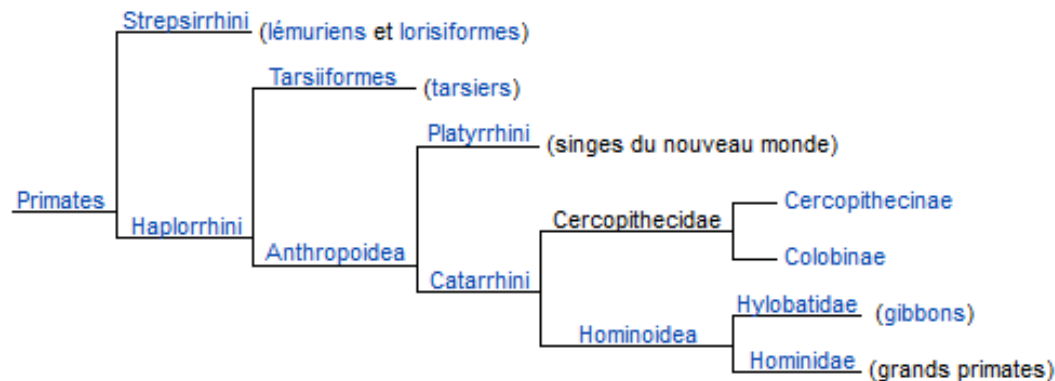 Strepsirrhini (lémuriens et lorisiformes)
Tarsiiformes (tarsiers)
Platyrrhini (singes du nouveau monde)
Primates
Haplorrhini
Cercopithecidae
Cercopithecinae
Anthropoidea
Colobinae
Catarrhini
Hylobatidae (gibbons)
Hominoidea
Hominidae (grands primates)